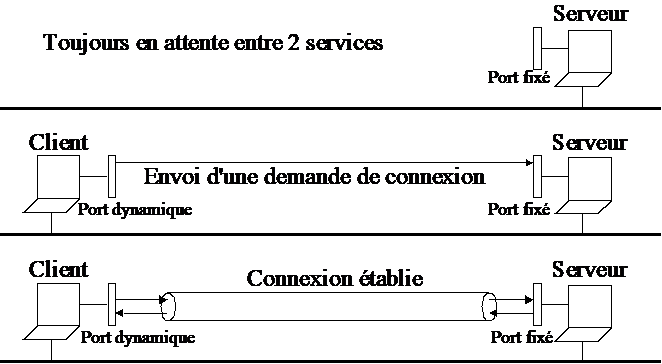 Serveur
Toujours en attente entre 2 services
Port fixé
Client
Serveur
Envoi d'une demande de connexion
Port dynamique
Port fixé
Client
Serveur
Connexion établie
Port dynamique
Port fixé